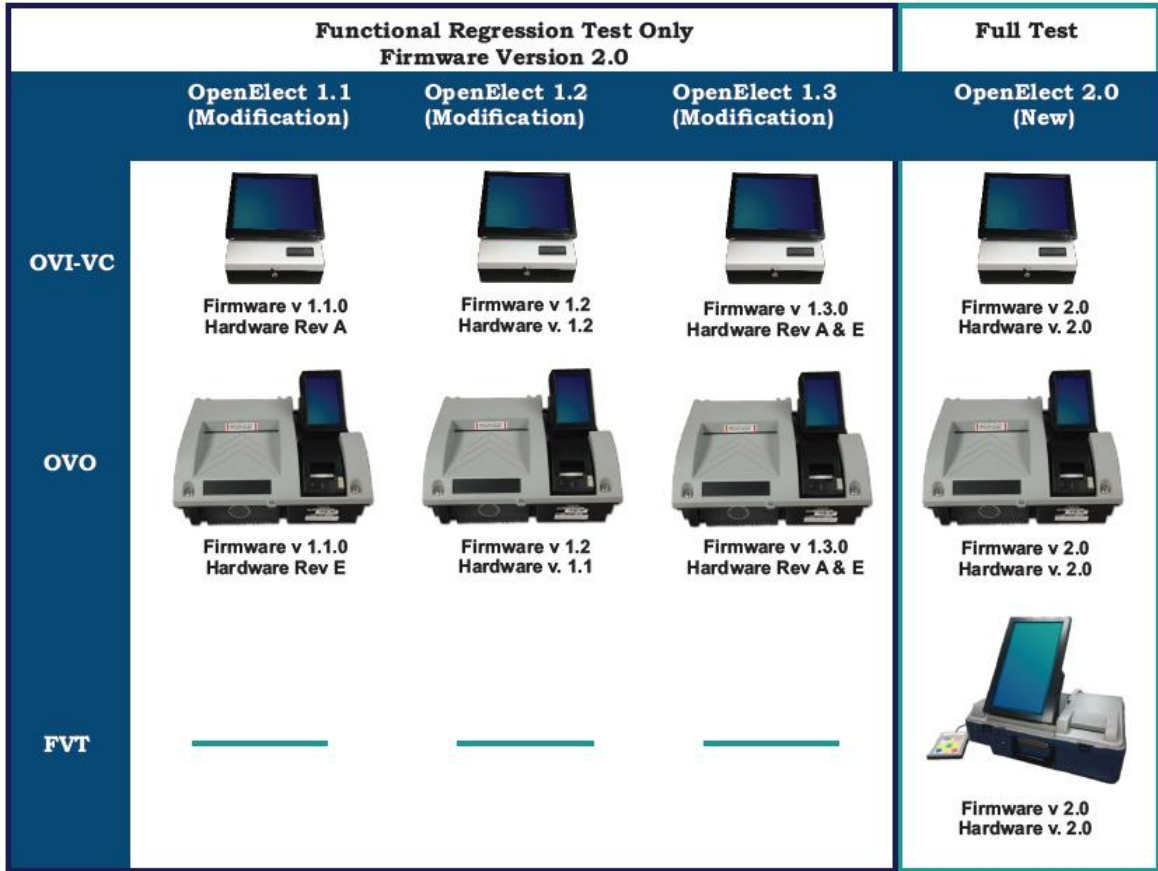 Functional Regression Test Only
Firmware Version 2.0
Full Test
OpenElect 1.1
(Modification)
OpenElect 1.2
(Modification)
OpenElect 1.3
(Modification)
OpenElect 2.0
(New)
OVI-VC
Firmware v 1.1.0
Hardware Rev A
Firmware v 1.2
Hardware v. 1.2
Firmware v 1.3.0
Hardware Rev A & E
Firmware v 2.0
Hardware v. 2.0
OVO
Firmware v 1.1.0
Hardware Rev E
Firmware v 1.2
Hardware v. 1.1
Firmware v 1.3.0
Hardware Rev A & E
Firmware v 2.0
Hardware v. 2.0
FVT
Firmware v 2.0
Hardware v. 2.0